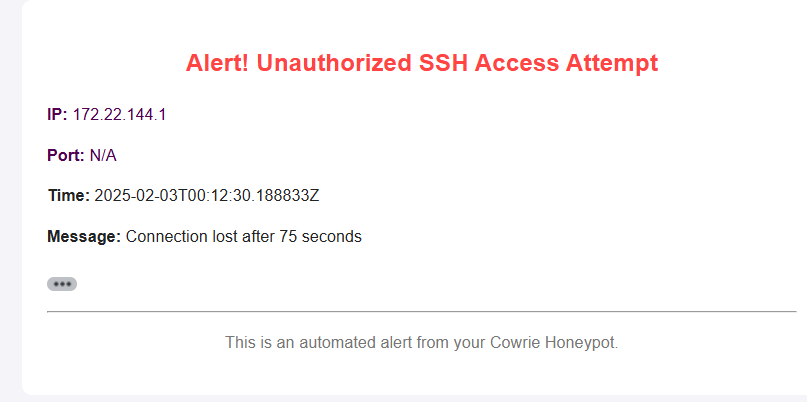 Alert! Unauthorized SSH Access Attempt
IP: 172.22.144.1
Port: N/A
Time: 2025-02-03T00:12:30.188833Z
Message: Connection lost after 75 seconds
This is an automated alert from your Cowrie Honeypot.